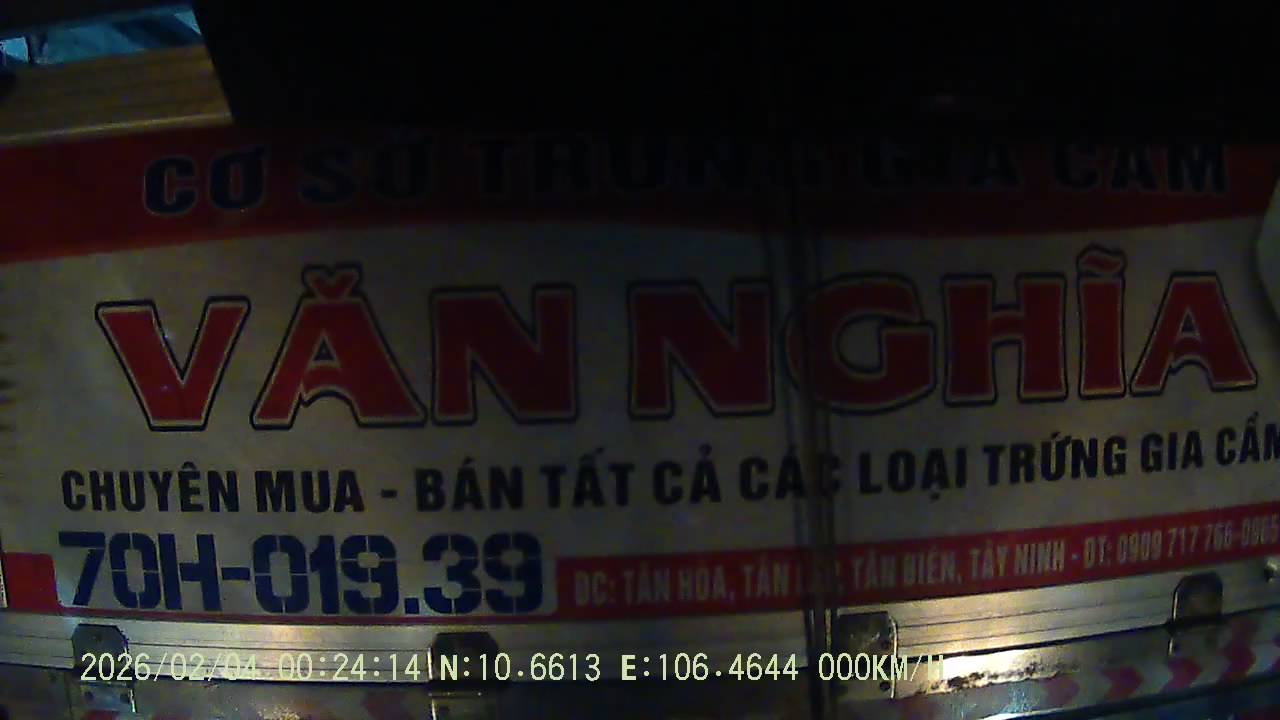 CƠ SỞ TRỨNG GIA CẦM
VĂN NGHĨA
CHUYÊN MUA - BÁN TẤT CẢ CÁC LOẠI TRỨNG GIA CẦM
70H-019.39
ĐC: TÂN HÒA, TÂN TÂN BIÊN, TÂY NINH - ĐT: 0909 717 766
2026/02/04 00:24:14 N:10.6613 E:106.4644 000KM/H